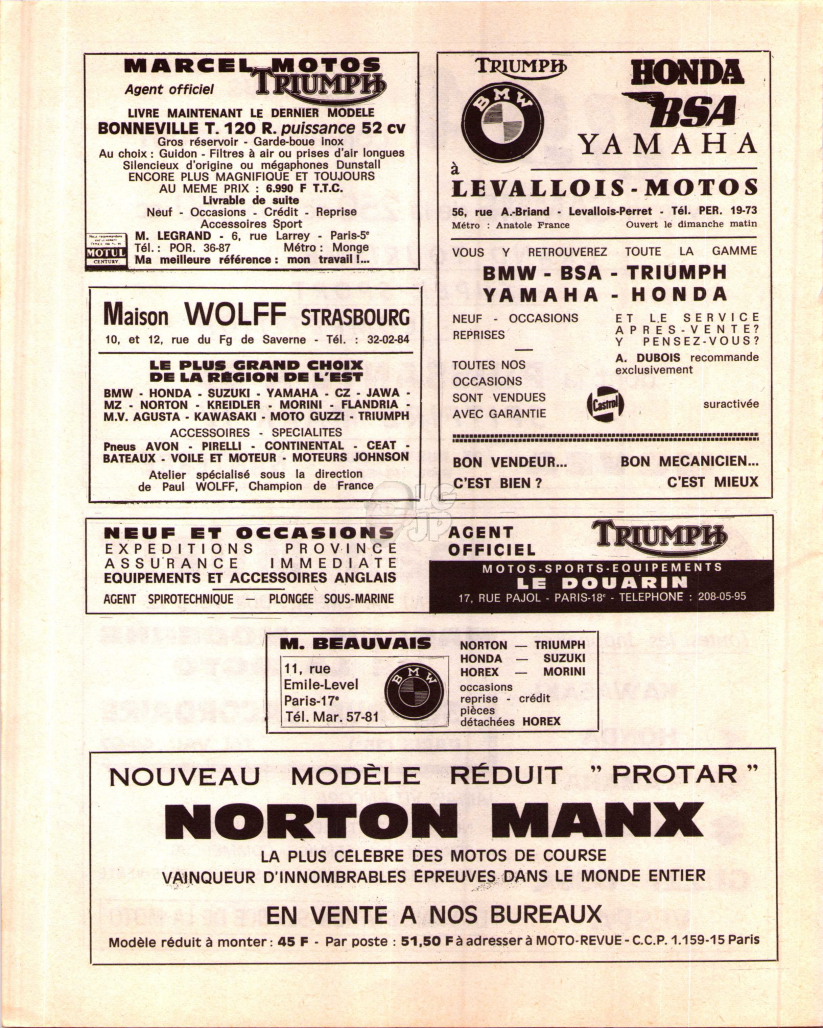 MARCEL MOTOS
Agent officiel TRIUMPH
LIVRE MAINTENANT LE DERNIER MODELE
BONNEVILLE T. 120 R. puissance 52 cv
Gros réservoir - Garde-boue inox
Au choix : Guidon - Filtres à air ou prises d'air longues
Silencieux d'origine ou mégaphones Dunstall
ENCORE PLUS MAGNIFIQUE ET TOUJOURS
AU MEME PRIX : 6.990 F T.T.C.
Livrable de suite
Neuf - Occasions - Crédit - Reprise
Accessoires Sport
M. LEGRAND - 6, rue Larrey - Paris-5e
Tél. : POR. 36-87 Métro : Monge
Ma meilleure référence : mon travail !...
MOTUL
CENTURY
TRIUMPH
HONDA
BMW
BSA
YAMAHA
à
LEVALLOIS-MOTOS
56, rue A.-Briand - Levallois-Perret - Tél. PER. 19-73
Métro : Anatole France Ouvert le dimanche matin
VOUS Y RETROUVEREZ TOUTE LA GAMME
BMW - BSA - TRIUMPH
YAMAHA - HONDA
NEUF - OCCASIONS
REPRISES
TOUTES NOS
OCCASIONS
SONT VENDUES
AVEC GARANTIE
ET LE SERVICE
APRES-VENTE?
Y PENSEZ-VOUS?
A. DUBOIS recommande
exclusivement
Castrol suractivée
BON VENDEUR... BON MECANICIEN...
C'EST BIEN ? C'EST MIEUX
Maison WOLFF STRASBOURG
10, et 12, rue du Fg de Saverne - Tél. : 32-02-84
LE PLUS GRAND CHOIX
DE LA RÉGION DE L'EST
BMW - HONDA - SUZUKI - YAMAHA - CZ - JAWA -
MZ - NORTON - KREIDLER - MORINI - FLANDRIA -
M.V. AGUSTA - KAWASAKI - MOTO GUZZI - TRIUMPH
ACCESSOIRES - SPECIALITES
Pneus AVON - PIRELLI - CONTINENTAL - CEAT -
BATEAUX - VOILE ET MOTEUR - MOTEURS JOHNSON
Atelier spécialisé sous la direction
de Paul WOLFF, Champion de France
NEUF ET OCCASIONS
EXPEDITIONS PROVINCE
ASSURANCE IMMEDIATE
EQUIPEMENTS ET ACCESSOIRES ANGLAIS
AGENT SPIROTECHNIQUE — PLONGÉE SOUS-MARINE
AGENT
OFFICIEL
TRIUMPH
MOTOS-SPORTS-EQUIPEMENTS
LE DOUARIN
17, RUE PAJOL - PARIS-18e - TELEPHONE : 208-05-95
M. BEAUVAIS
11, rue
Emile-Level
Paris-17e
Tél. Mar. 57-81
BMW
NORTON — TRIUMPH
HONDA — SUZUKI
HOREX — MORINI
occasions
reprise - crédit
pièces
détachées HOREX
NOUVEAU MODÈLE RÉDUIT " PROTAR "
NORTON MANX
LA PLUS CÉLEBRE DES MOTOS DE COURSE
VAINQUEUR D'INNOMBRABLES ÉPREUVES DANS LE MONDE ENTIER
EN VENTE A NOS BUREAUX
Modèle réduit à monter : 45 F - Par poste : 51,50 F à adresser à MOTO-REVUE - C.C.P. 1.159-15 Paris